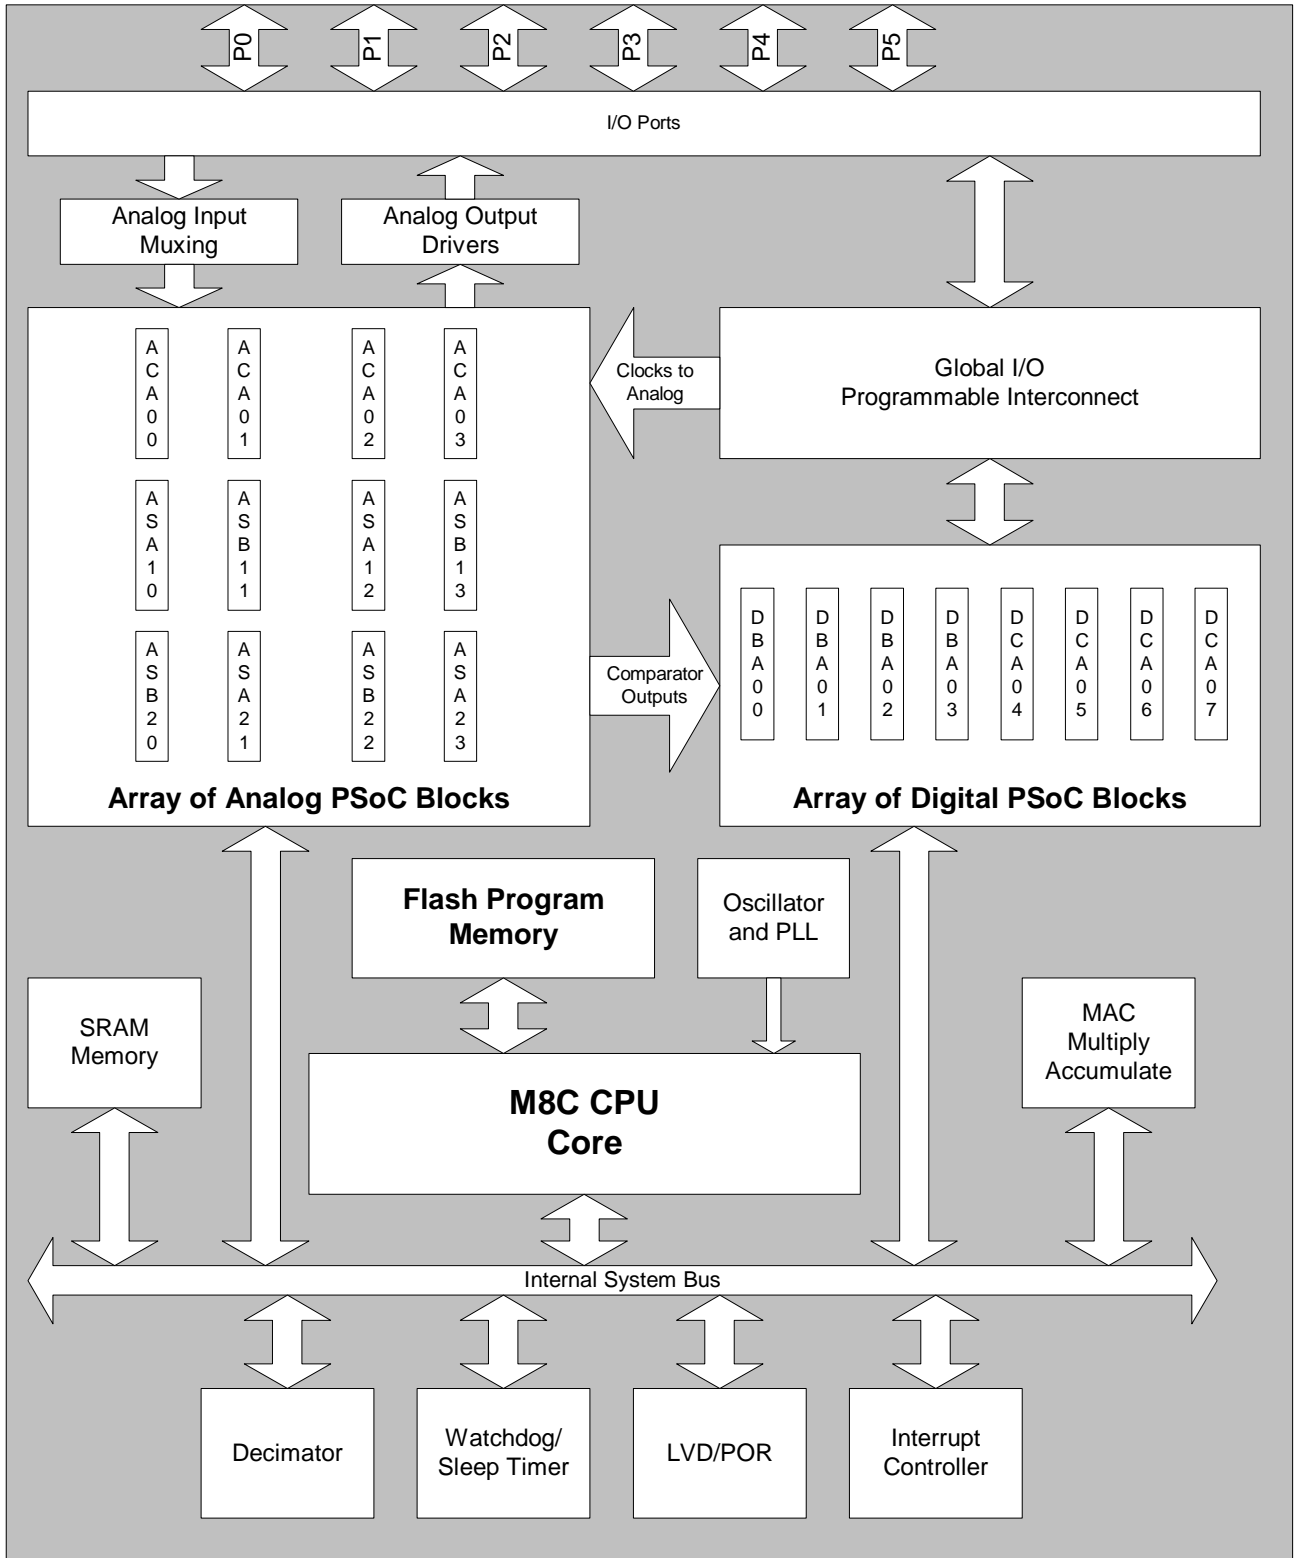 P0 P1 P2 P3 P4 P5
I/O Ports
Analog Input
Muxing
Analog Output
Drivers
ACA00 ACA01 ACA02 ACA03
Clocks to
Analog
Global I/O
Programmable Interconnect
ASA10 ASB11 ASA12 ASB13
ASB20 ASA21 ASB22 ASA23
Comparator
Outputs
DBA00 DBA01 DBA02 DBA03 DCA04 DCA05 DCA06 DCA07
Array of Analog PSoC Blocks
Array of Digital PSoC Blocks
Flash Program
Memory
Oscillator
and PLL
SRAM
Memory
MAC
Multiply
Accumulate
M8C CPU
Core
Internal System Bus
Decimator
Watchdog/
Sleep Timer
LVD/POR
Interrupt
Controller